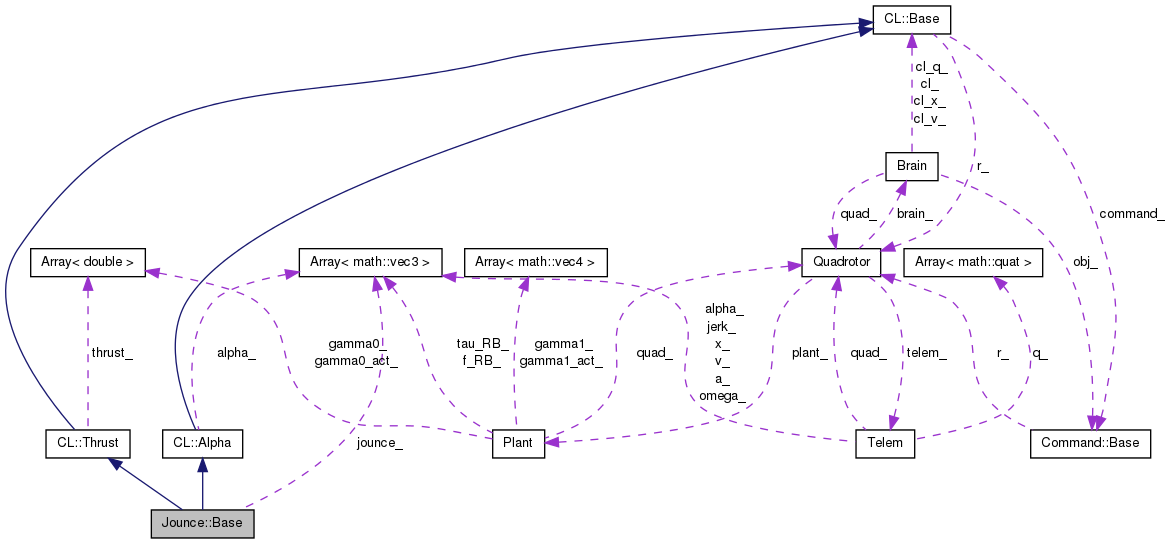 CL::Base
cl_q_
cl_
cl_x_
cl_v_
Brain
r_
quad_
brain_
command_
Array< double >
Array< math::vec3 >
Array< math::vec4 >
Quadrotor
Array< math::quat >
obj_
thrust_
alpha_
gamma0_
gamma0_act_
tau_RB_
f_RB_
gamma1_
gamma1_act_
quad_
alpha_
jerk_
x_
v_
a_
omega_
plant_
quad_
telem_
r_
q_
CL::Thrust
CL::Alpha
jounce_
Plant
Telem
Command::Base
Jounce::Base